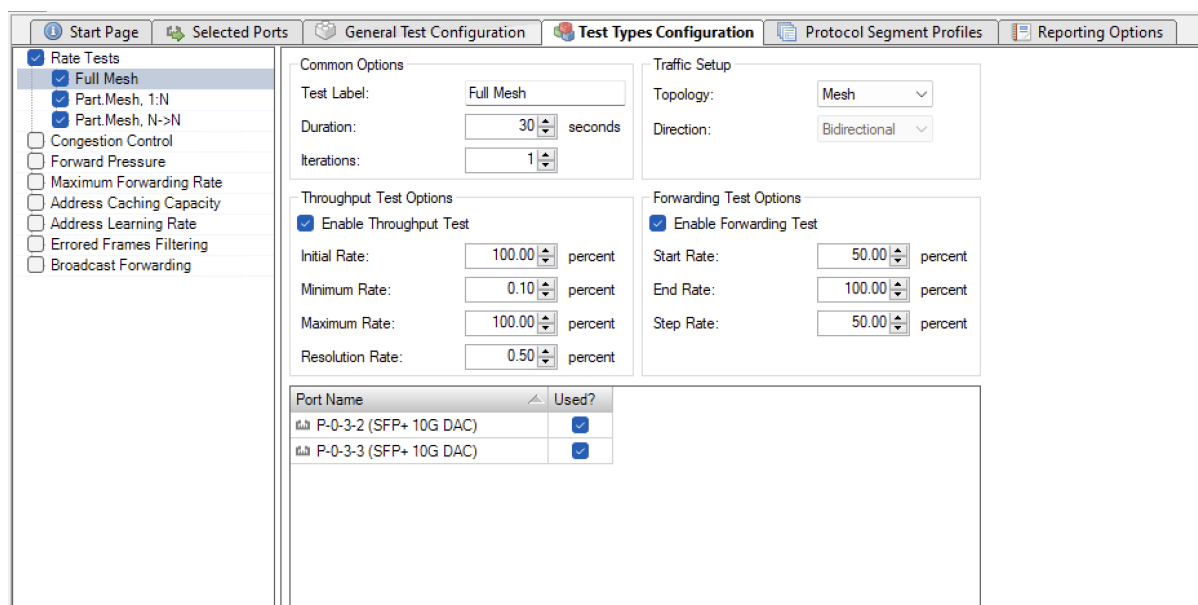 Start Page
Selected Ports
General Test Configuration
Test Types Configuration
Protocol Segment Profiles
Reporting Options
Rate Tests
Full Mesh
Part.Mesh, 1:N
Part.Mesh, N->N
Congestion Control
Forward Pressure
Maximum Forwarding Rate
Address Caching Capacity
Address Learning Rate
Errored Frames Filtering
Broadcast Forwarding
Common Options
Test Label: Full Mesh
Duration: 30 seconds
Iterations: 1
Traffic Setup
Topology: Mesh
Direction: Bidirectional
Throughput Test Options
Enable Throughput Test
Initial Rate: 100.00 percent
Minimum Rate: 0.10 percent
Maximum Rate: 100.00 percent
Resolution Rate: 0.50 percent
Forwarding Test Options
Enable Forwarding Test
Start Rate: 50.00 percent
End Rate: 100.00 percent
Step Rate: 50.00 percent
Port Name Used?
P-0-3-2 (SFP+ 10G DAC)
P-0-3-3 (SFP+ 10G DAC)